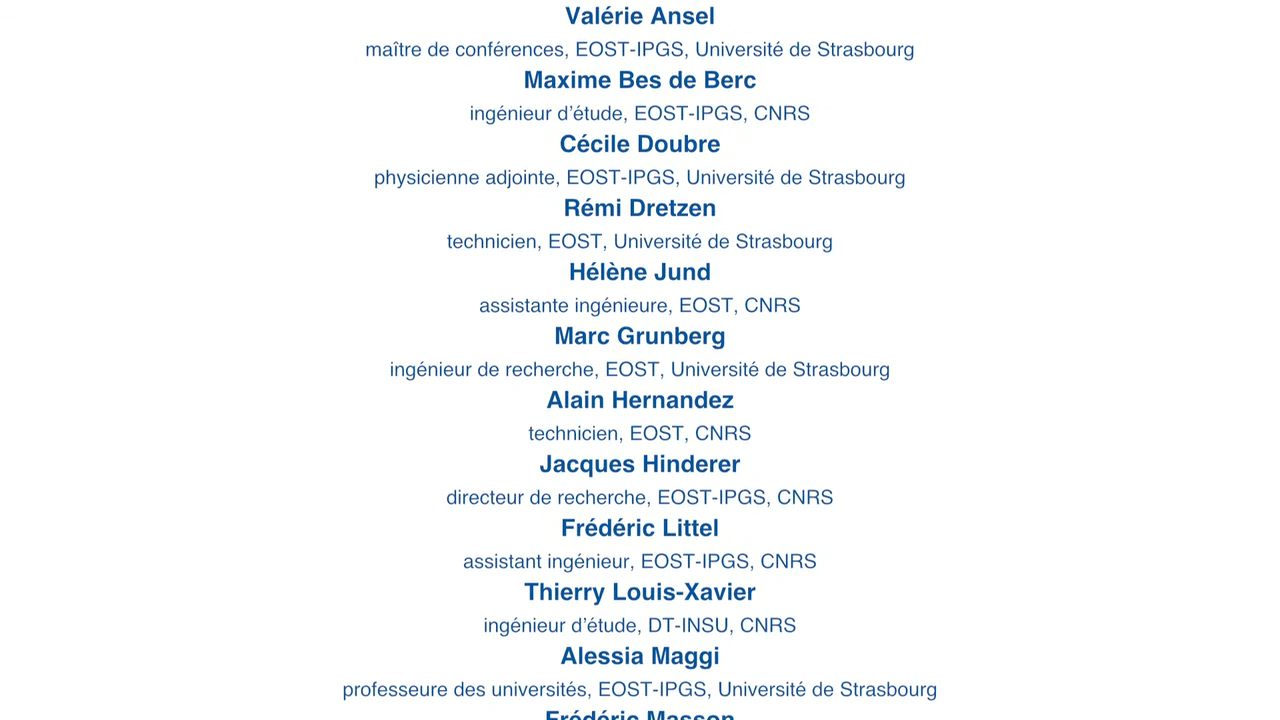 Valérie Ansel
maître de conférences, EOST-IPGS, Université de Strasbourg
Maxime Bes de Berc
ingénieur d’étude, EOST-IPGS, CNRS
Cécile Doubre
physicienne adjointe, EOST-IPGS, Université de Strasbourg
Rémi Dretzen
technicien, EOST, Université de Strasbourg
Hélène Jund
assistante ingénieure, EOST, CNRS
Marc Grunberg
ingénieur de recherche, EOST, Université de Strasbourg
Alain Hernandez
technicien, EOST, CNRS
Jacques Hinderer
directeur de recherche, EOST-IPGS, CNRS
Frédéric Littel
assistant ingénieur, EOST-IPGS, CNRS
Thierry Louis-Xavier
ingénieur d’étude, DT-INSU, CNRS
Alessia Maggi
professeure des universités, EOST-IPGS, Université de Strasbourg
Frédéric Masson